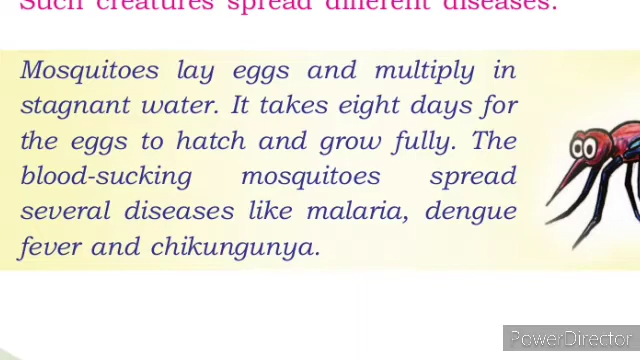 Such creatures spread different diseases.
Mosquitoes lay eggs and multiply in
stagnant water. It takes eight days for
the eggs to hatch and grow fully. The
blood-sucking mosquitoes spread
several diseases like malaria, dengue
fever and chikungunya.
PowerDirector